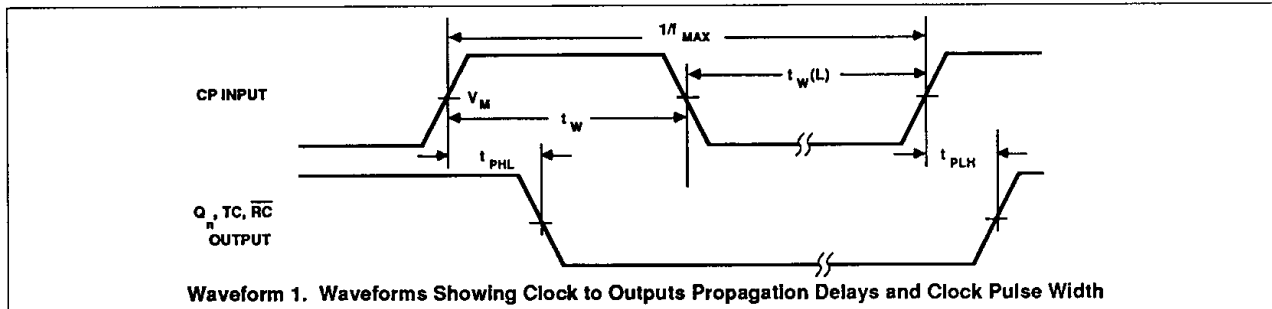 1/f MAX
CP INPUT
V M
t W (L)
t W
t PHL
t PLH
Q n , TC, R̅C̅
OUTPUT
Waveform 1. Waveforms Showing Clock to Outputs Propagation Delays and Clock Pulse Width